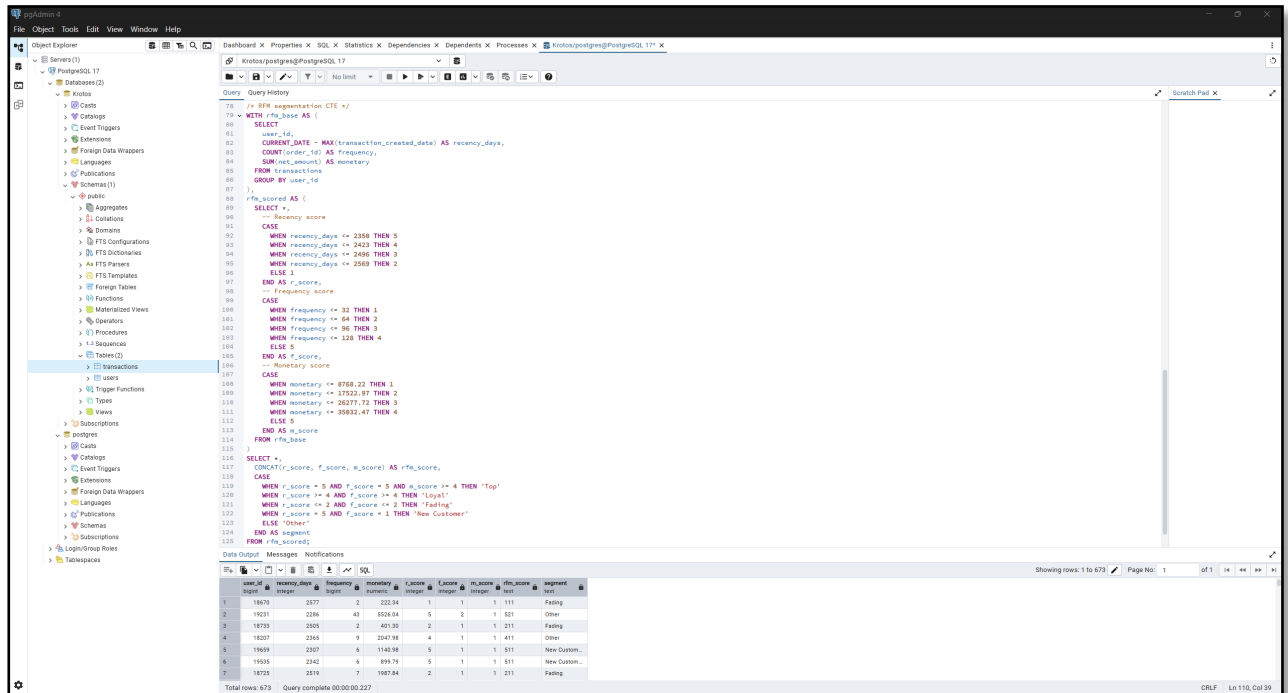 pgAdmin 4
File Object Tools Edit View Window Help
Object Explorer
Servers (1)
PostgreSQL 17
Databases (2)
Krotos
Casts
Catalogs
Event Triggers
Extensions
Foreign Data Wrappers
Languages
Publications
Schemas (1)
public
Aggregates
Collations
Domains
FTS Configurations
FTS Dictionaries
FTS Parsers
FTS Templates
Foreign Tables
Functions
Materialized Views
Operators
Procedures
1..3 Sequences
Tables (2)
transactions
users
Trigger Functions
Types
Views
Subscriptions
postgres
Casts
Catalogs
Event Triggers
Extensions
Foreign Data Wrappers
Languages
Publications
Schemas
Subscriptions
Login/Group Roles
Tablespaces
Dashboard Properties SQL Statistics Dependencies Dependents Processes Krotos/postgres@PostgreSQL 17*
Krotos/postgres@PostgreSQL 17
No limit
Query Query History
Scratch Pad
78 /* RFM segmentation CTE */
79 WITH rfm_base AS (
80 SELECT
81 user_id,
82 CURRENT_DATE - MAX(transaction_created_date) AS recency_days,
83 COUNT(order_id) AS frequency,
84 SUM(net_amount) AS monetary
85 FROM transactions
86 GROUP BY user_id
87 ),
88 rfm_scored AS (
89 SELECT *,
90 -- Recency score
91 CASE
92 WHEN recency_days <= 2350 THEN 5
93 WHEN recency_days <= 2423 THEN 4
94 WHEN recency_days <= 2496 THEN 3
95 WHEN recency_days <= 2569 THEN 2
96 ELSE 1
97 END AS r_score,
98 -- Frequency score
99 CASE
100 WHEN frequency <= 32 THEN 1
101 WHEN frequency <= 64 THEN 2
102 WHEN frequency <= 96 THEN 3
103 WHEN frequency <= 128 THEN 4
104 ELSE 5
105 END AS f_score,
106 -- Monetary score
107 CASE
108 WHEN monetary <= 8768.22 THEN 1
109 WHEN monetary <= 17522.97 THEN 2
110 WHEN monetary <= 26277.72 THEN 3
111 WHEN monetary <= 35032.47 THEN 4
112 ELSE 5
113 END AS m_score
114 FROM rfm_base
115 )
116 SELECT *,
117 CONCAT(r_score, f_score, m_score) AS rfm_score,
118 CASE
119 WHEN r_score = 5 AND f_score = 5 AND m_score >= 4 THEN 'Top'
120 WHEN r_score >= 4 AND f_score >= 4 THEN 'Loyal'
121 WHEN r_score <= 2 AND f_score <= 2 THEN 'Fading'
122 WHEN r_score = 5 AND f_score = 1 THEN 'New Customer'
123 ELSE 'Other'
124 END AS segment
125 FROM rfm_scored;
Data Output Messages Notifications
SQL
Showing rows: 1 to 673 Page No: 1 of 1
user_id recency_days frequency monetary r_score f_score m_score rfm_score segment
bigint integer bigint numeric integer integer integer text text
1 18670 2577 2 222.34 1 1 1 111 Fading
2 19231 2286 43 5526.04 5 2 1 521 Other
3 18733 2505 2 401.30 2 1 1 211 Fading
4 18207 2365 9 2047.98 4 1 1 411 Other
5 19659 2307 6 1140.98 5 1 1 511 New Custom...
6 19535 2342 6 899.79 5 1 1 511 New Custom...
7 18725 2519 7 1987.84 2 1 1 211 Fading
Total rows: 673 Query complete 00:00:00.227
CRLF Ln 110, Col 39